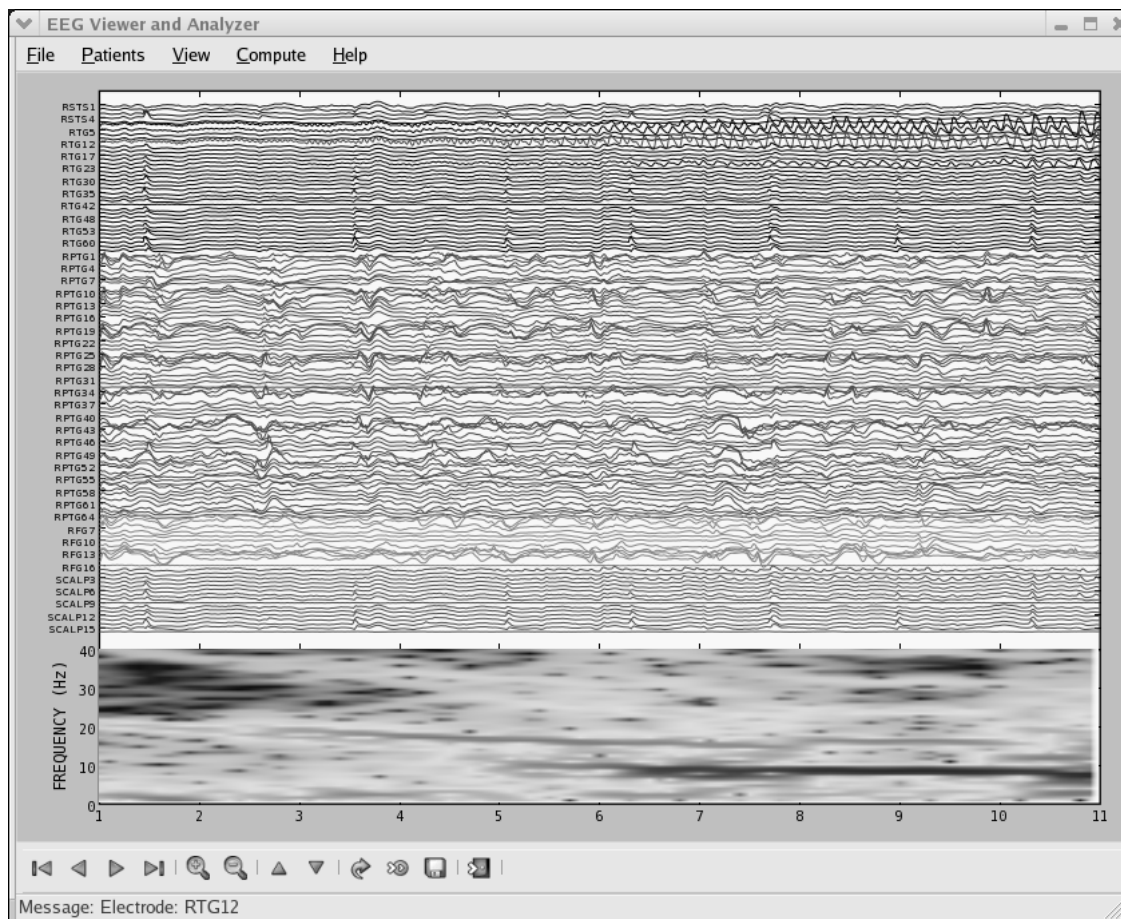 EEG Viewer and Analyzer
File Patients View Compute Help
RSTS1
RSTS4
RTG5
RTG12
RTG17
RTG23
RTG30
RTG35
RTG42
RTG48
RTG53
RTG60
RPTG1
RPTG4
RPTG7
RPTG10
RPTG13
RPTG16
RPTG19
RPTG22
RPTG25
RPTG28
RPTG31
RPTG34
RPTG37
RPTG40
RPTG43
RPTG46
RPTG49
RPTG52
RPTG55
RPTG58
RPTG61
RPTG64
RFG7
RFG10
RFG13
RFG16
SCALP3
SCALP6
SCALP9
SCALP12
SCALP15
40
30
20
10
0
FREQUENCY (Hz)
1 2 3 4 5 6 7 8 9 10 11
Message: Electrode: RTG12